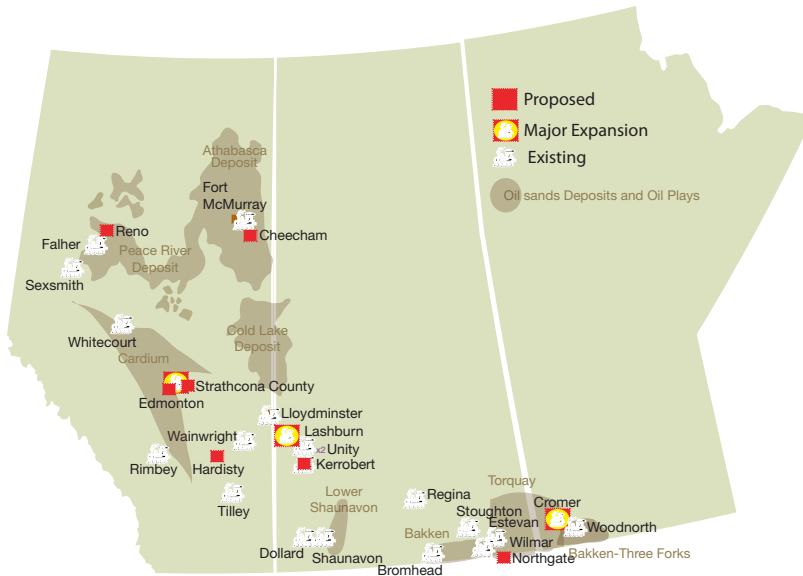 Proposed
Major Expansion
Existing
Oil sands Deposits and Oil Plays
Athabasca
Deposit
Fort
McMurray
Cheecham
Reno
Falher
Peace River
Deposit
Sexsmith
Whitecourt
Cardium
Cold Lake
Deposit
Strathcona County
Edmonton
Lloydminster
Lashburn
Wainwright
x2 Unity
Kerrobert
Rimbey
Hardisty
Tilley
Lower
Shaunavon
Regina
Torquay
Cromer
Stoughton
Estevan
Woodnorth
Bakken
Wilmar
Dollard
Shaunavon
Bakken-Three Forks
Northgate
Bromhead